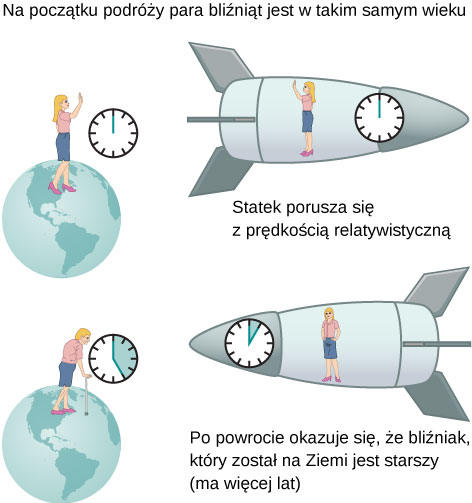 Na początku podróży para bliźniąt jest w takim samym wieku
Statek porusza się
z prędkością relatywistyczną
Po powrocie okazuje się, że bliźniak,
który został na Ziemi jest starszy
(ma więcej lat)